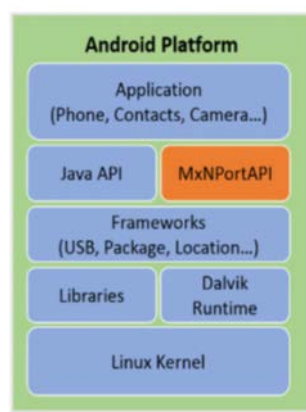 Android Platform
Application
(Phone, Contacts, Camera...)
Java API
MxNPortAPI
Frameworks
(USB, Package, Location...)
Libraries
Dalvik
Runtime
Linux Kernel